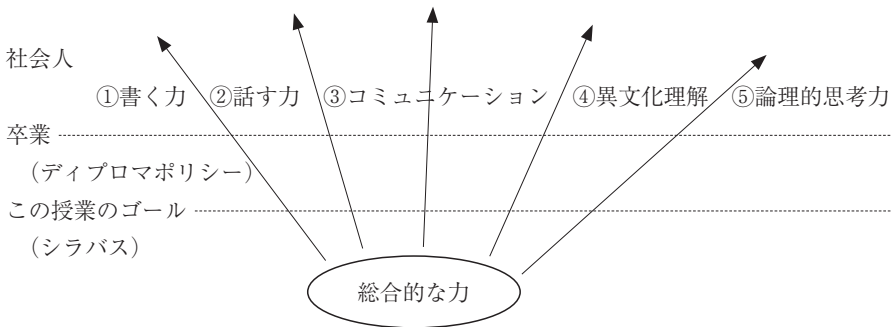 社会人
①書く力 ②話す力 ③コミュニケーション ④異文化理解 ⑤論理的思考力
卒業
(ディプロマポリシー)
この授業のゴール
(シラバス)
総合的な力